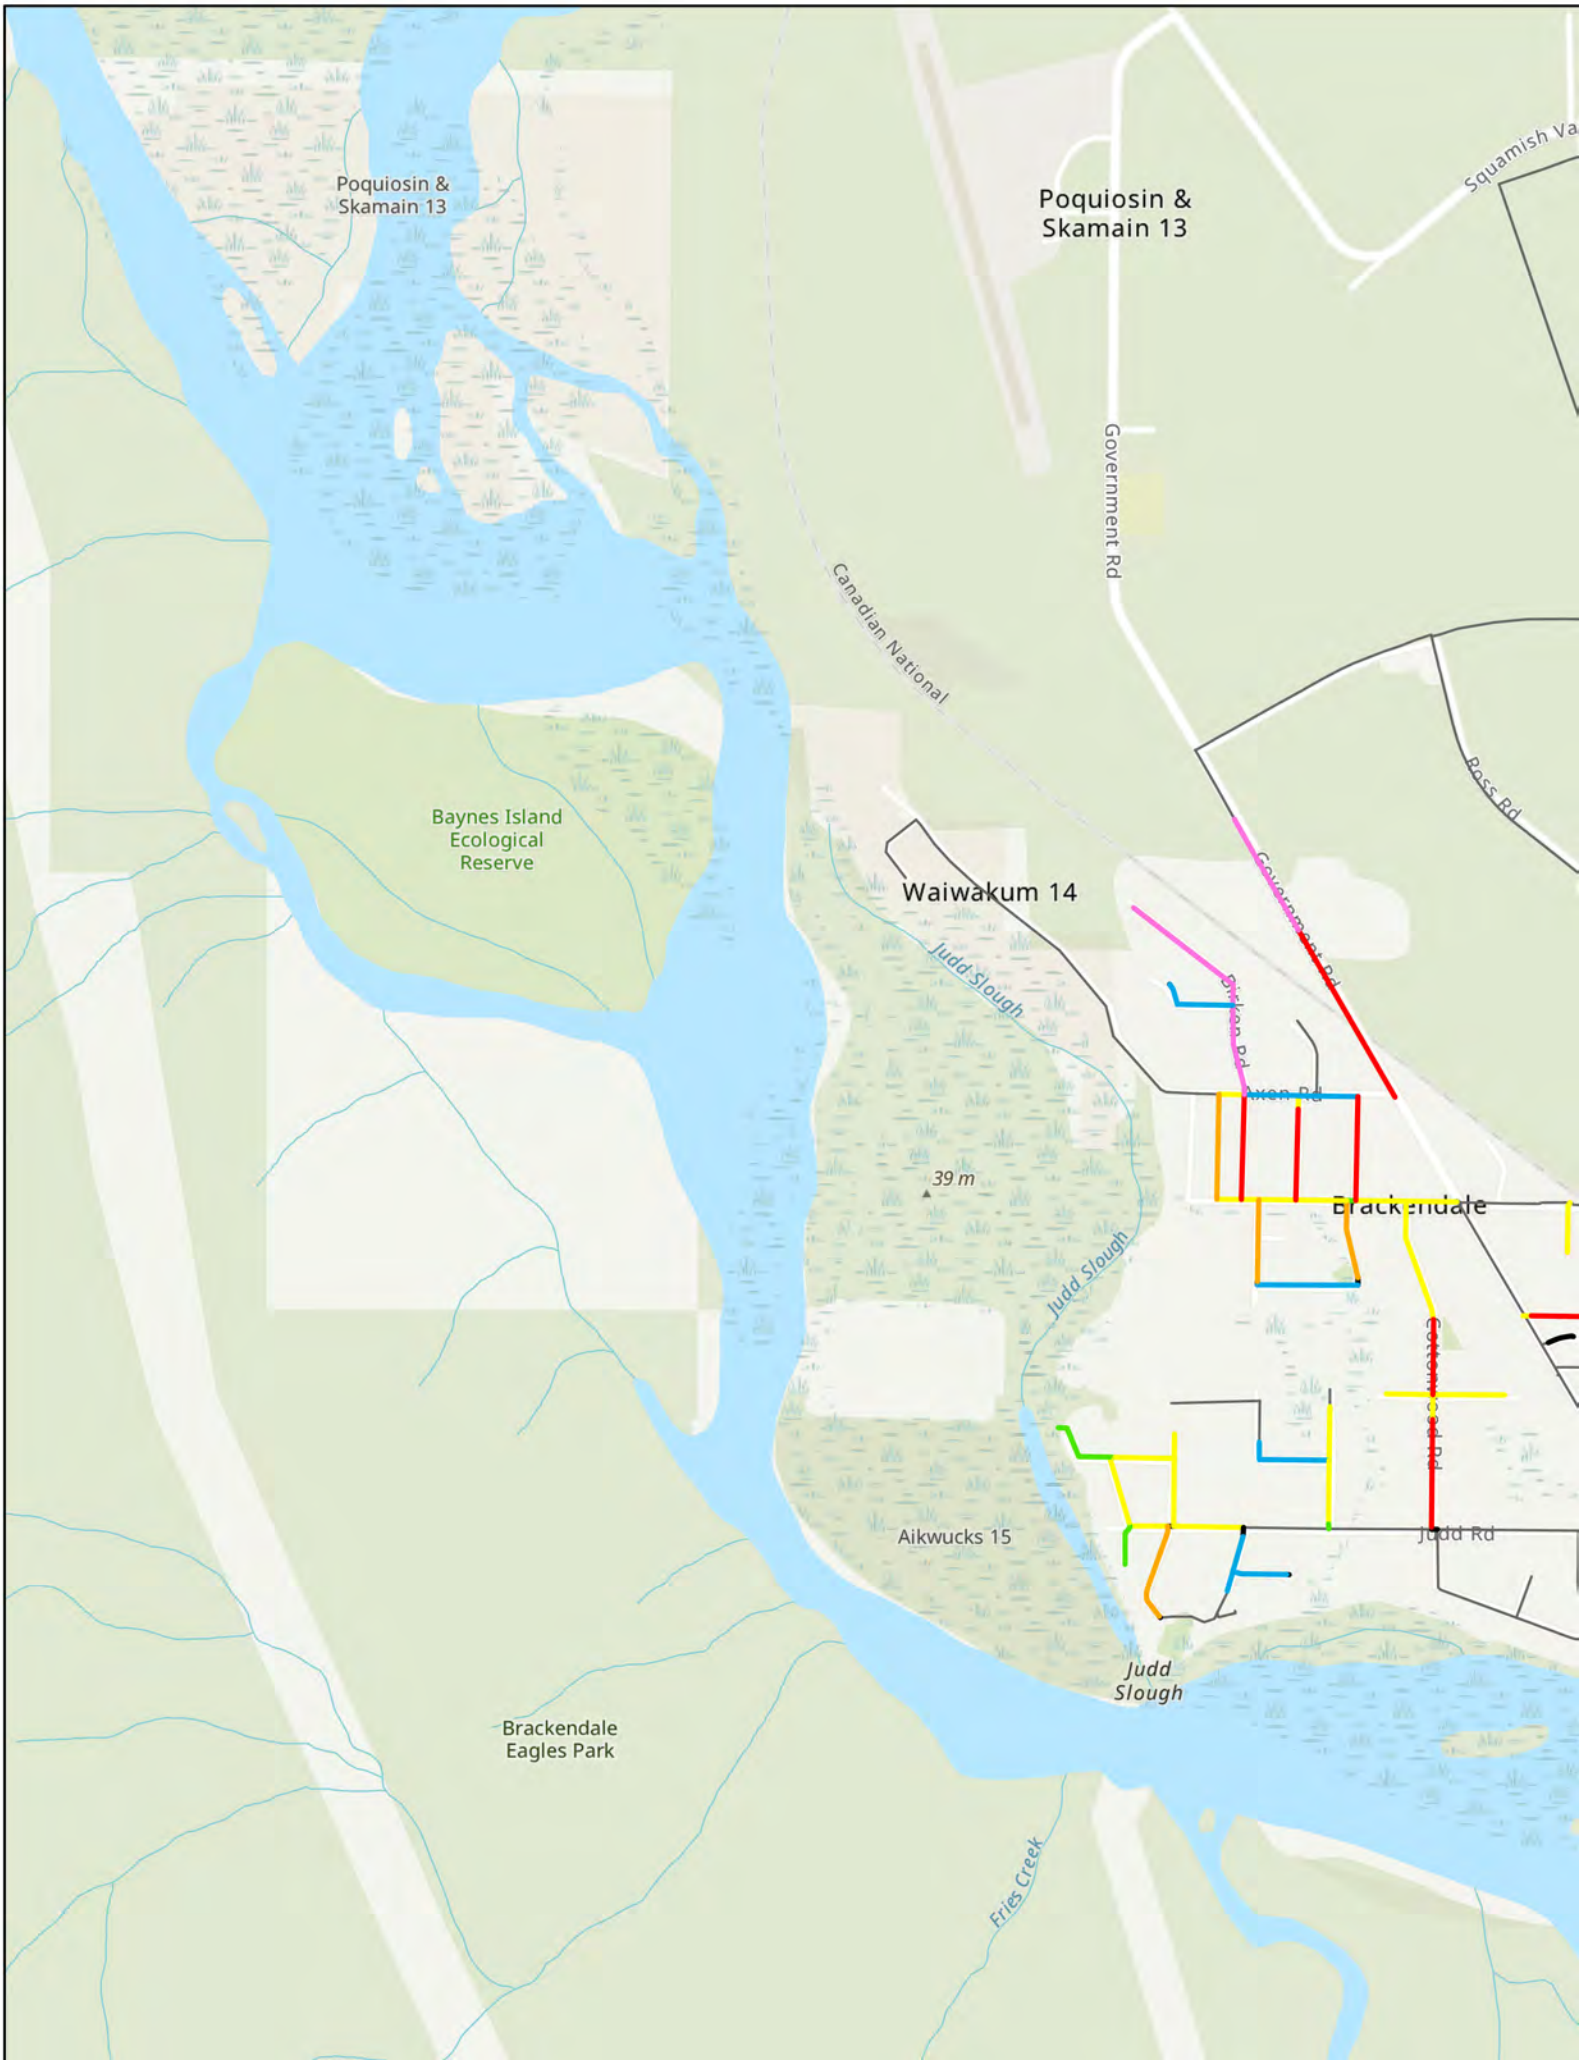 Squamish Va
Poquiosin &
Skamain 13
Poquiosin &
Skamain 13
Government Rd
Canadian National
Ross Rd
Baynes Island
Ecological
Reserve
Waiwakum 14
Government Rd
Judd Slough
Birken Rd
Axen Rd
39 m
Brackendale
Judd Slough
Cottonwood Rd
Aikwucks 15
Judd Rd
Judd
Slough
Brackendale
Eagles Park
Fries Creek